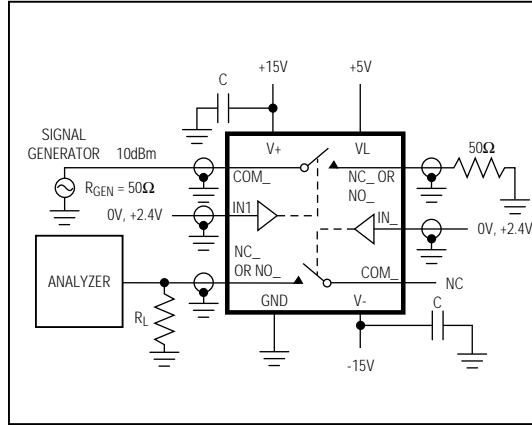 +15V +5V
C
SIGNAL
GENERATOR 10dBm
V+ VL
50Ω
COM_
NC_ OR
NO_
RGEN = 50Ω
IN1
IN_
0V, +2.4V
0V, +2.4V
NC_
OR NO_
COM_
NC
ANALYZER
GND
V-
C
RL
-15V